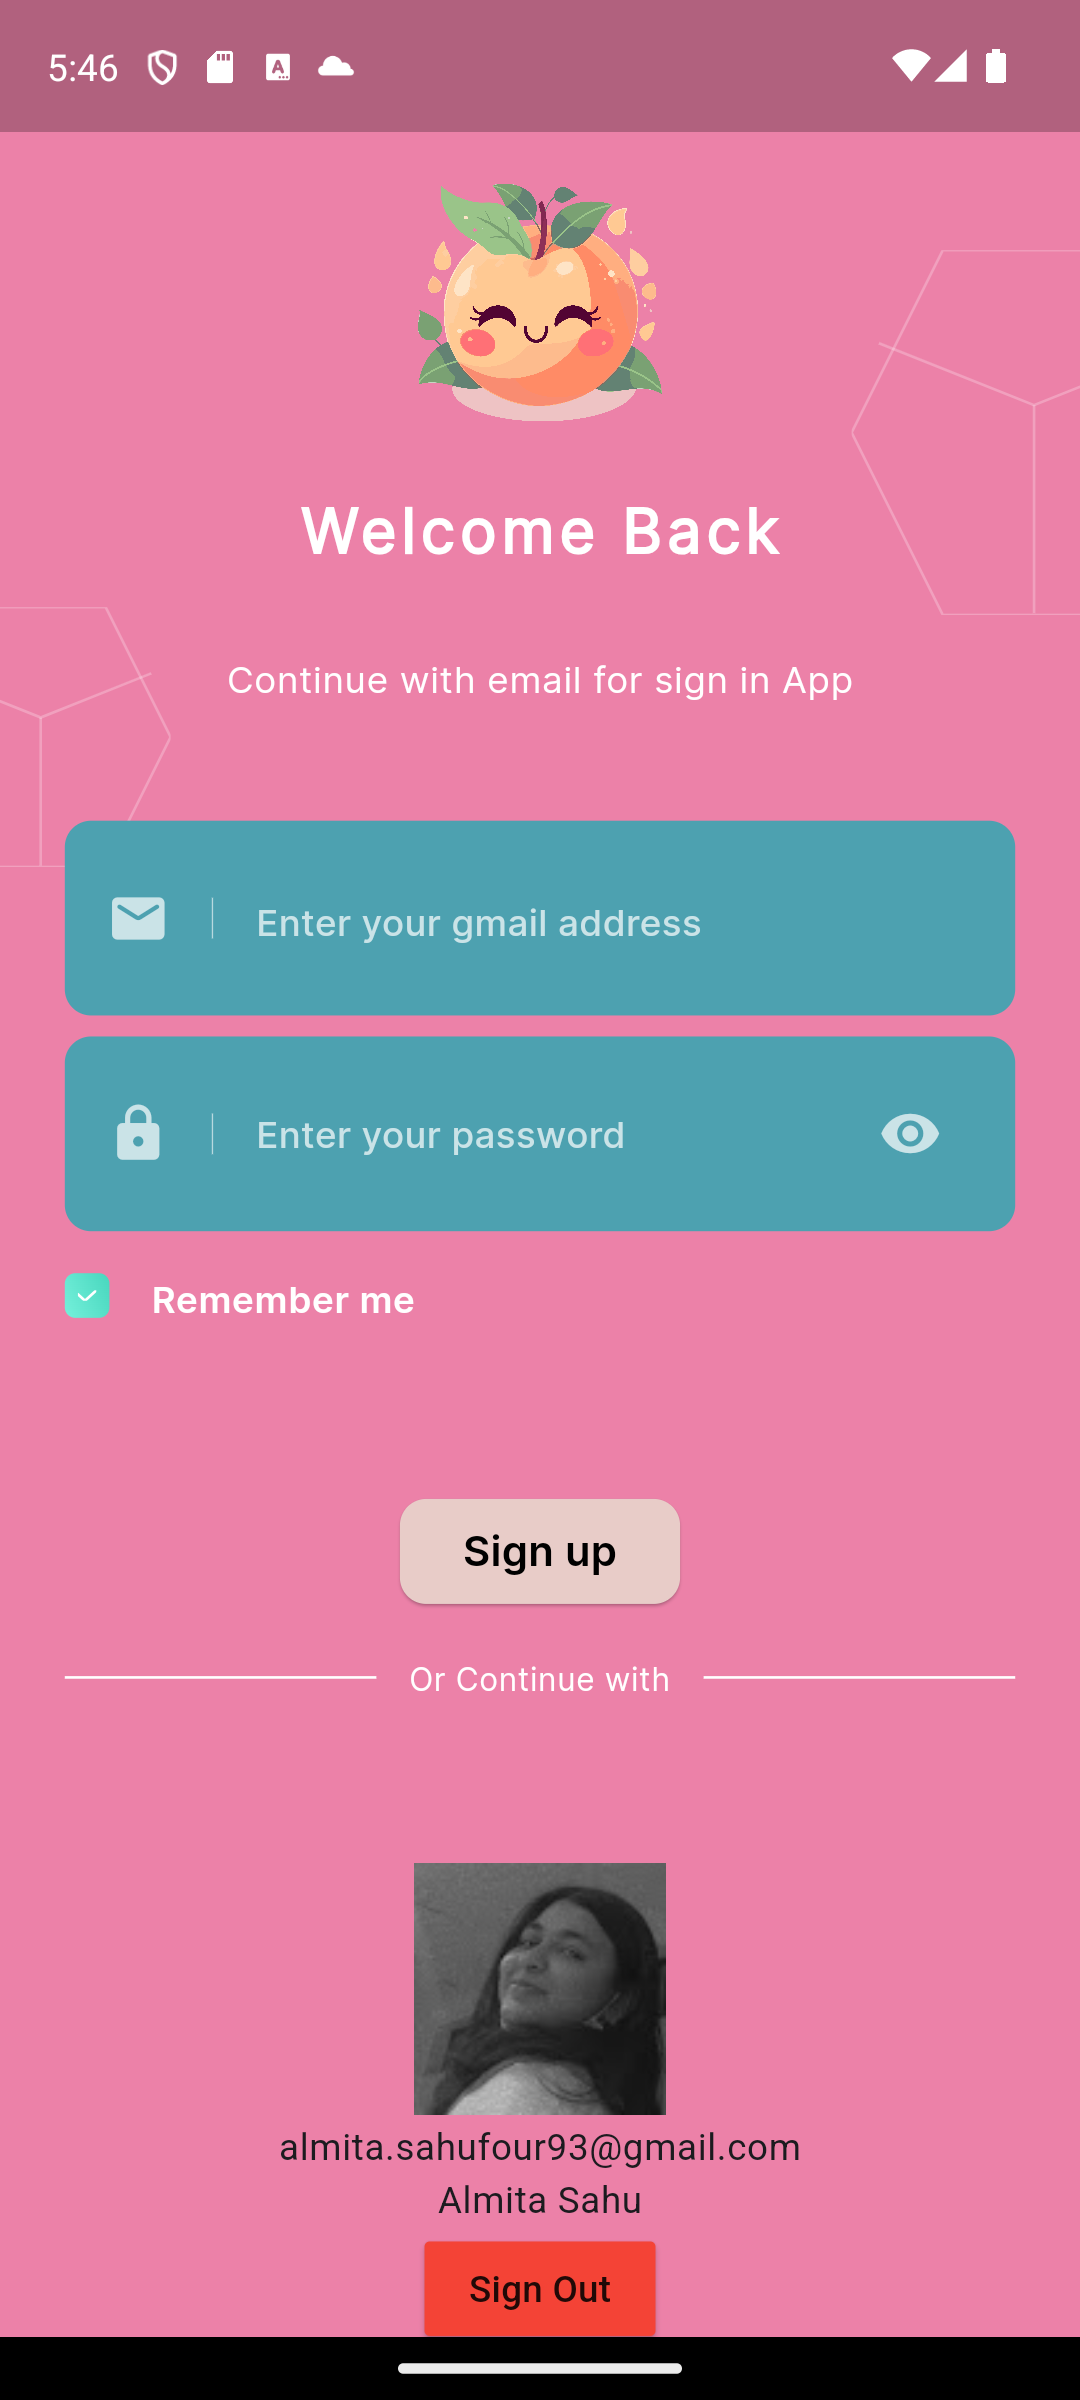 5:46
Welcome Back
Continue with email for sign in App
Enter your gmail address
Enter your password
Remember me
Sign up
Or Continue with
almita.sahufour93@gmail.com
Almita Sahu
Sign Out